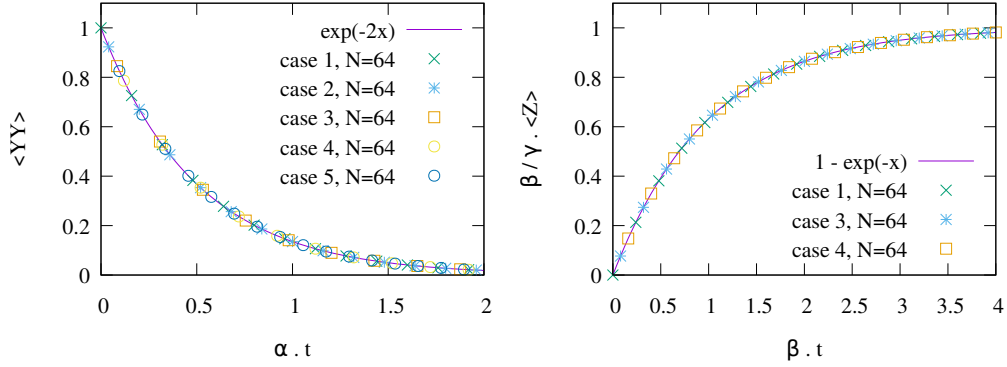 <YY>
1
0.8
0.6
0.4
0.2
0
0 0.5 1 1.5 2
α . t
exp(-2x)
case 1, N=64
case 2, N=64
case 3, N=64
case 4, N=64
case 5, N=64
β / γ . <Z>
1
0.8
0.6
0.4
0.2
0
0 0.5 1 1.5 2 2.5 3 3.5 4
β . t
1 - exp(-x)
case 1, N=64
case 3, N=64
case 4, N=64